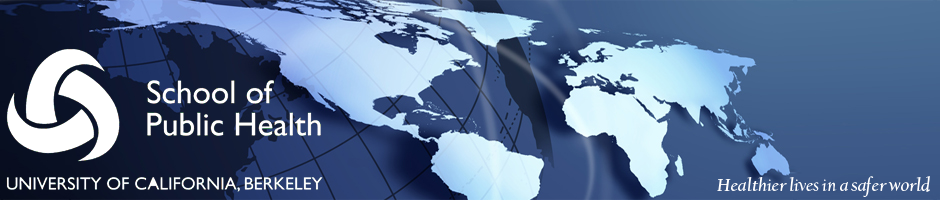 School of
Public Health
UNIVERSITY OF CALIFORNIA, BERKELEY
Healthier lives in a safer world